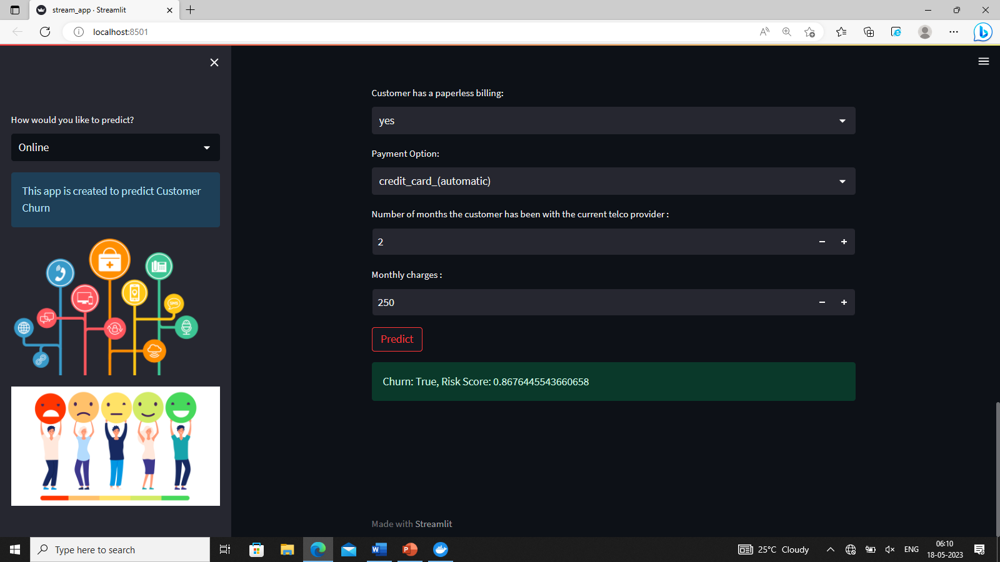 stream_app · Streamlit
localhost:8501
How would you like to predict?
Online
This app is created to predict Customer
Churn
SMS
Customer has a paperless billing:
yes
Payment Option:
credit_card_(automatic)
Number of months the customer has been with the current telco provider :
2
Monthly charges :
250
Predict
Churn: True, Risk Score: 0.8676445543660658
Made with Streamlit
Type here to search
25°C Cloudy
ENG
06:10
18-05-2023